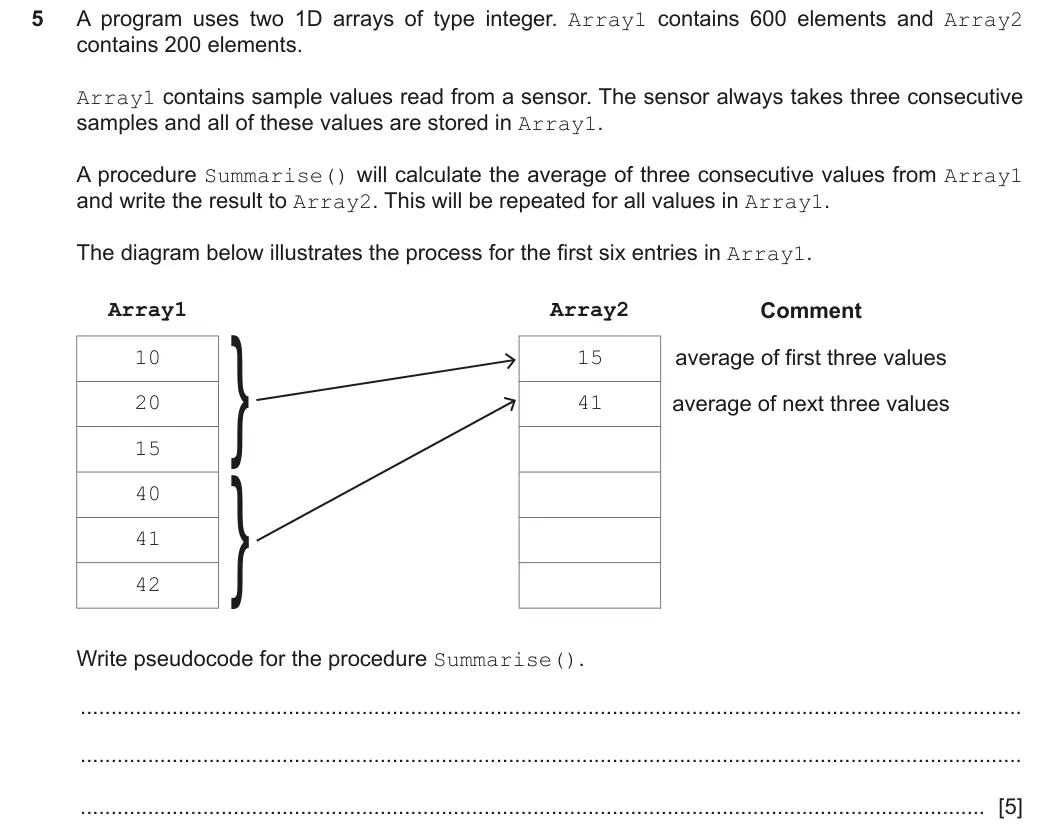 5 A program uses two 1D arrays of type integer. Array1 contains 600 elements and Array2
contains 200 elements.
Array1 contains sample values read from a sensor. The sensor always takes three consecutive
samples and all of these values are stored in Array1.
A procedure Summarise() will calculate the average of three consecutive values from Array1
and write the result to Array2. This will be repeated for all values in Array1.
The diagram below illustrates the process for the first six entries in Array1.
Array1 Array2 Comment
10 15 average of first three values
20 41 average of next three values
15
40
41
42
Write pseudocode for the procedure Summarise().
[5]